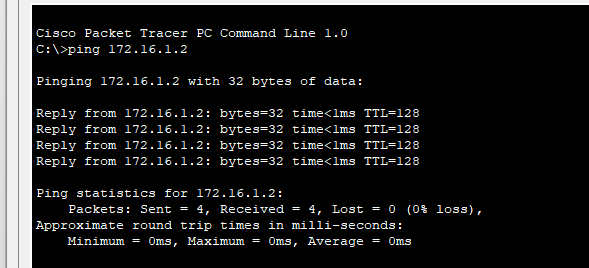 Cisco Packet Tracer PC Command Line 1.0
C:\>ping 172.16.1.2
Pinging 172.16.1.2 with 32 bytes of data:
Reply from 172.16.1.2: bytes=32 time<1ms TTL=128
Reply from 172.16.1.2: bytes=32 time<1ms TTL=128
Reply from 172.16.1.2: bytes=32 time<1ms TTL=128
Reply from 172.16.1.2: bytes=32 time<1ms TTL=128
Ping statistics for 172.16.1.2:
Packets: Sent = 4, Received = 4, Lost = 0 (0% loss),
Approximate round trip times in milli-seconds:
Minimum = 0ms, Maximum = 0ms, Average = 0ms